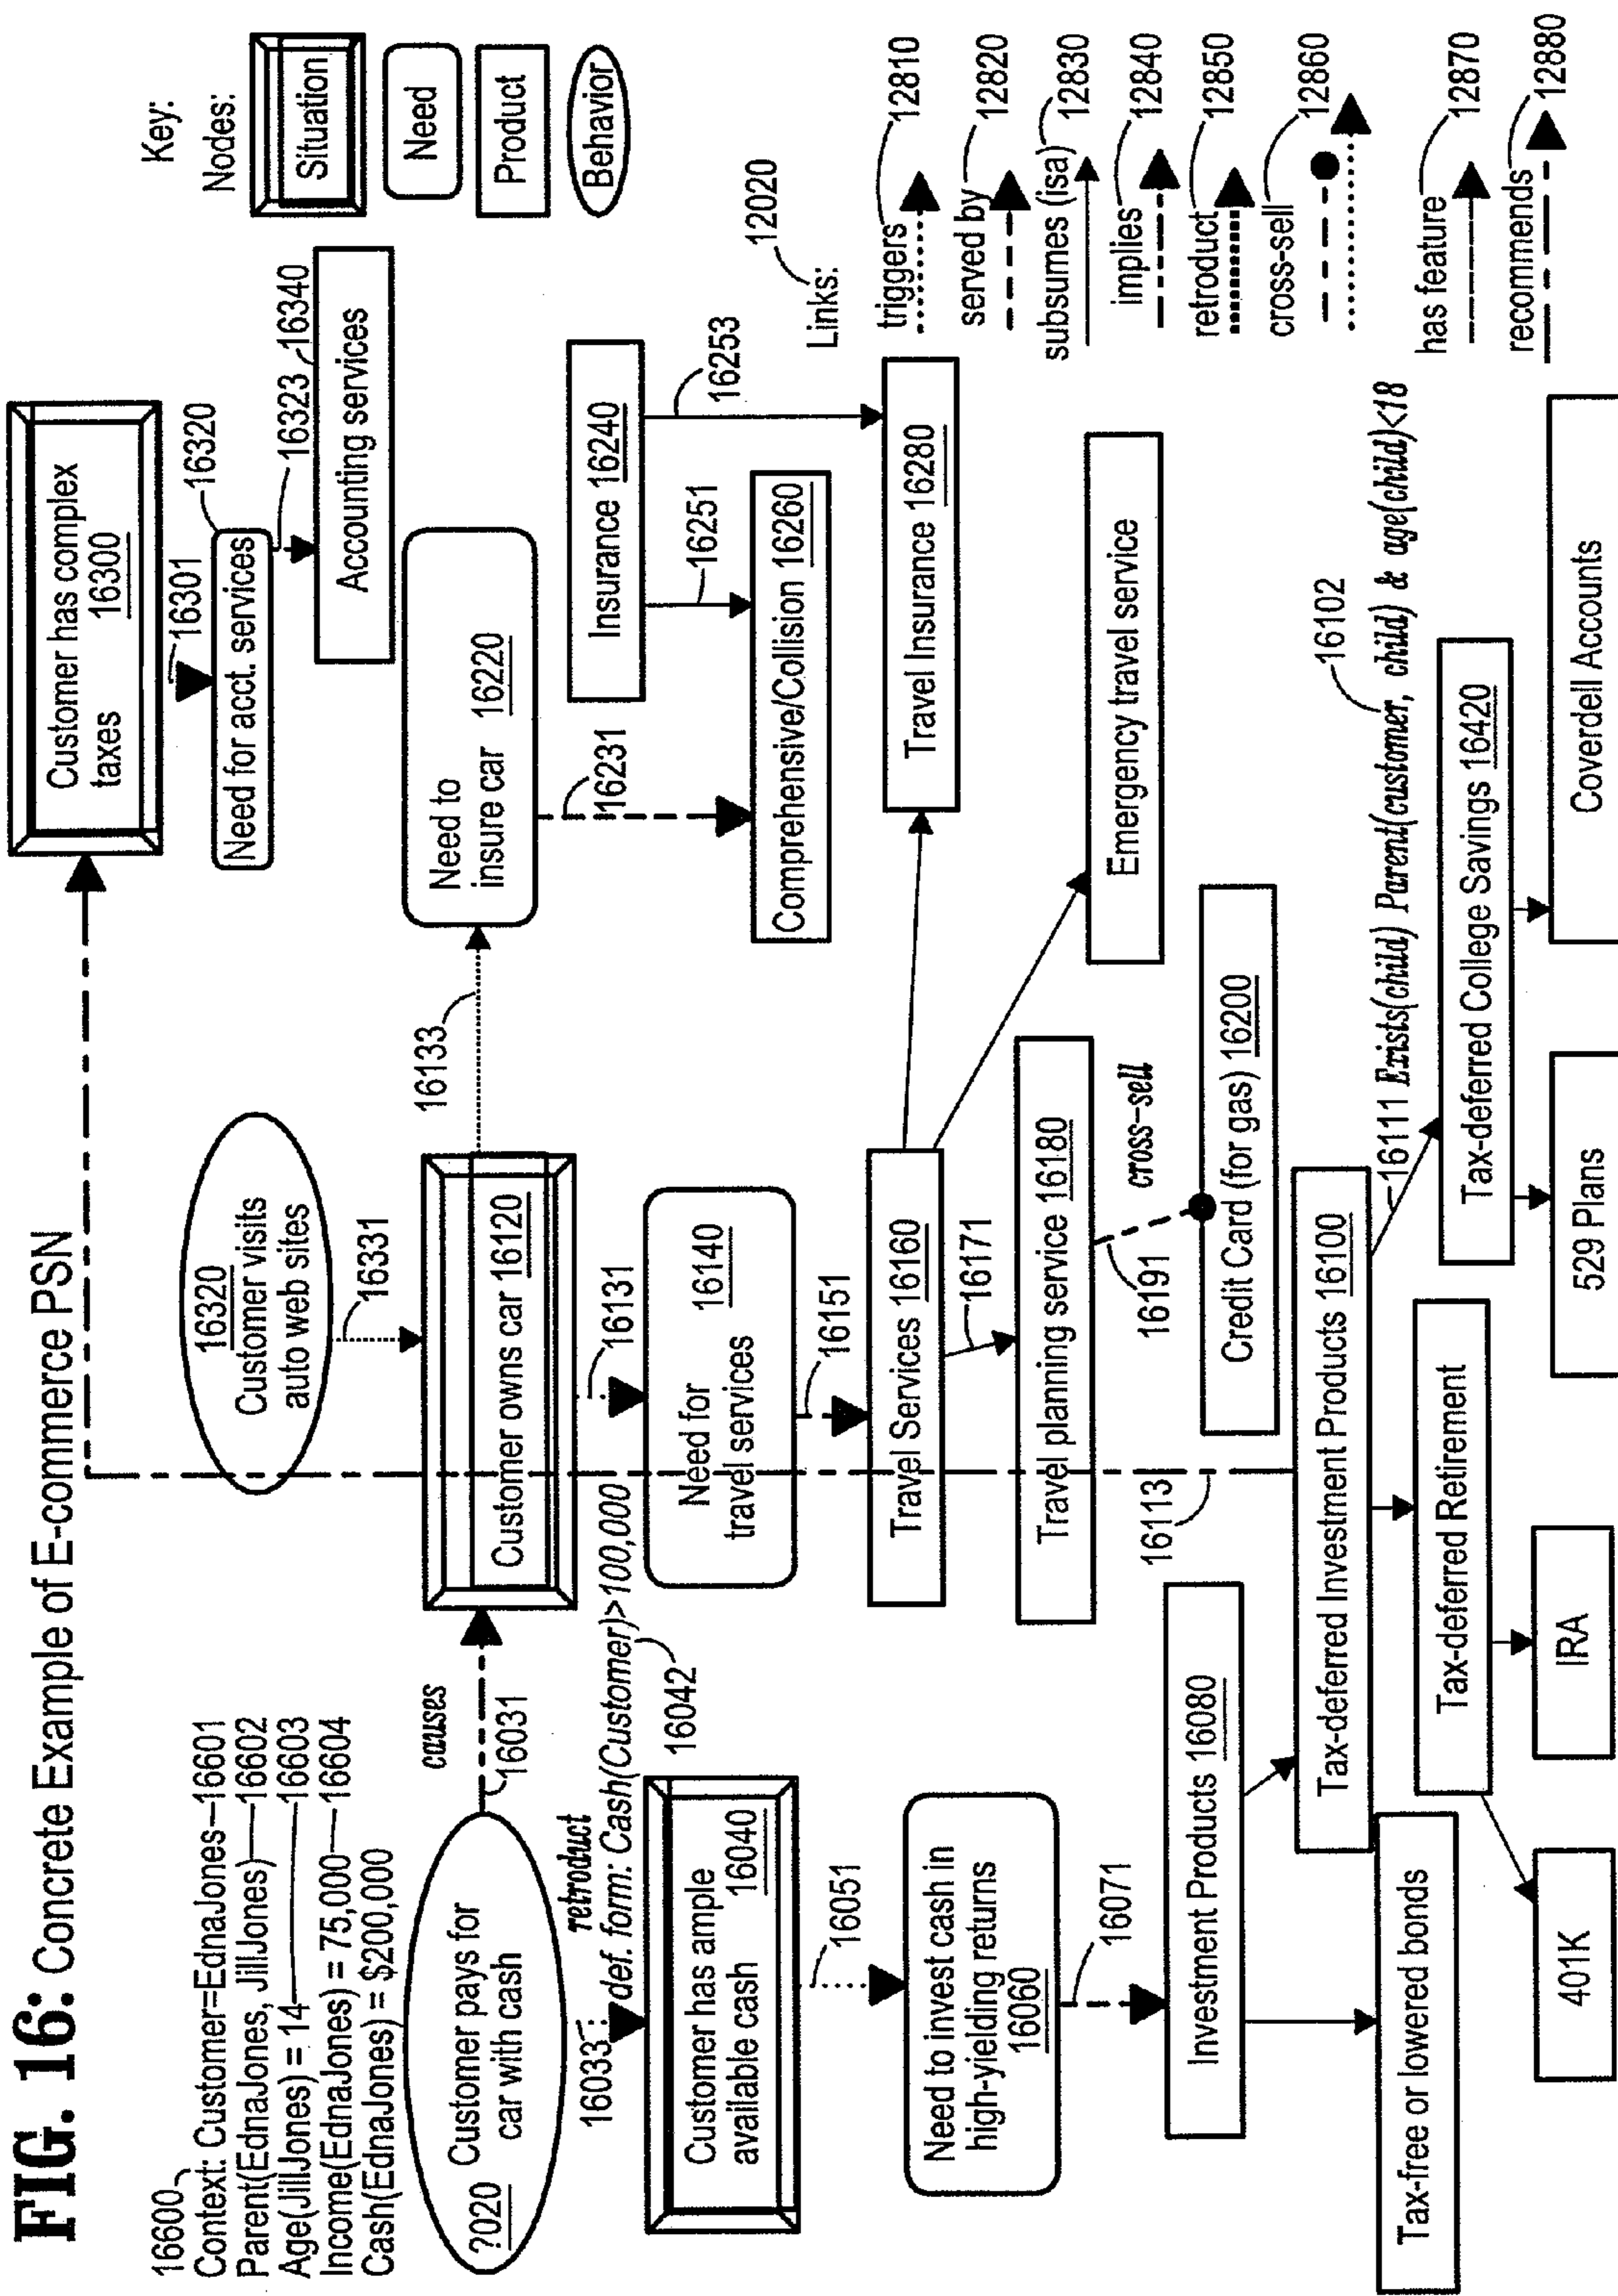 FIG. 16: Concrete Example of E-commerce PSN
16600
Context: Customer=EdnaJones 16601
Parent(EdnaJones, JillJones) 16602
Age(JillJones) = 14 16603
Income(EdnaJones) = 75,000 16604
Cash(EdnaJones) = $200,000
?020 Customer pays for
car with cash
causes
16031
16033
retroduct
def. form: Cash(Customer)>100,000
16042
Customer has ample
available cash 16040
16051
Need to invest cash in
high-yielding returns
16060
16071
Investment Products 16080
Tax-free or lowered bonds
Tax-deferred Investment Products 16100
Tax-deferred Retirement
401K
IRA
16320
Customer visits
auto web sites
16331
Customer owns car 16120
16131
16133
Need for 16140
travel services
16151
Travel Services 16160
16171
Travel planning service 16180
16191
cross-sell
16113
Credit Card (for gas) 16200
16111 Exists(child) Parent(customer, child) & age(child)<18
16102
Tax-deferred College Savings 16420
529 Plans
Coverdell Accounts
Customer has complex
taxes 16300
16301
Need for acct. services
16320
16323
16340
Accounting services
Need to
insure car 16220
16231
Insurance 16240
16251
16253
Comprehensive/Collision 16260
Travel Insurance 16280
Emergency travel service
Key:
Nodes:
Situation
Need
Product
Behavior
12020
Links:
triggers 12810
served by 12820
subsumes (isa) 12830
implies 12840
retroduct 12850
cross-sell 12860
has feature 12870
recommends 12880